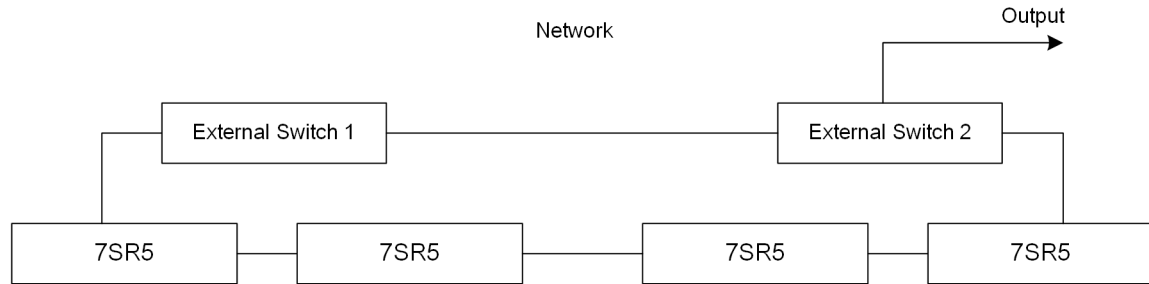 Output
Network
External Switch 1
External Switch 2
7SR5
7SR5
7SR5
7SR5